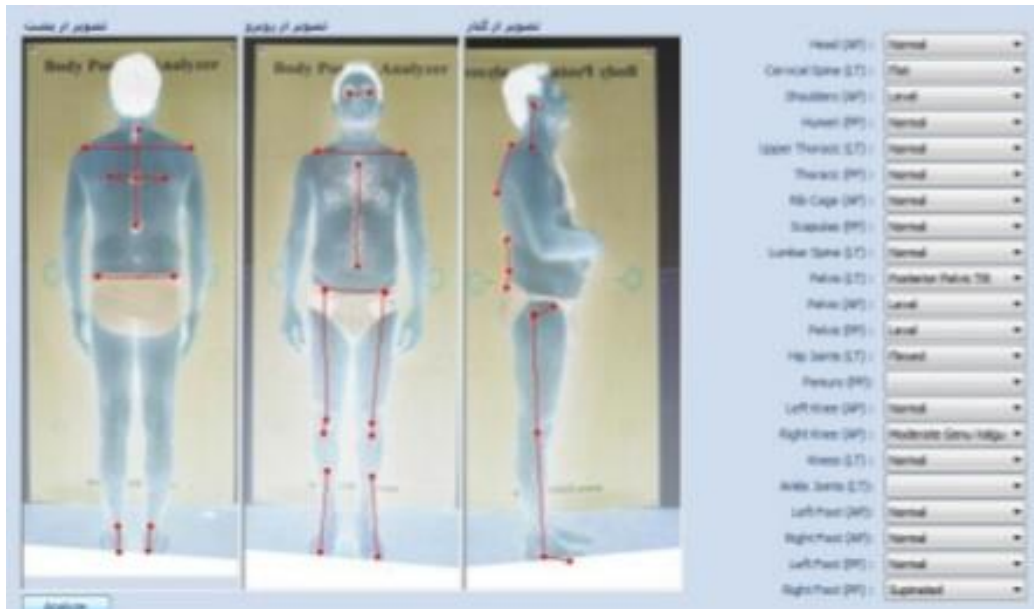 تصویر از پشت
تصویر از روبرو
تصویر از کنار
Body Analyzer
Body Analyzer
Head (AP) : Normal
Cervical Spine (LT) : Flat
Shoulders (AP) : Level
Normal
Upper Thoracic (LT) : Normal
Thoracic (PP) : Normal
Rib Cage (AP) : Normal
Scapulae (PP) : Normal
Lumbar Spine (LT) : Normal
Pelvis (LT) : Posterior Pelvic Tilt
Pelvis (AP) : Level
Pelvis (PP) : Level
Hip Joints (LT) : Flexed
Femurs (PP):
Left Knee (AP) : Normal
Right Knee (AP) : Moderate Genu Valgu
Knees (LT) : Normal
Ankle Joints (LT):
Left Foot (AP): Normal
Right Foot (AP): Normal
Left Foot (PP) : Normal
Right Foot (PP) : Supinated
Analyze